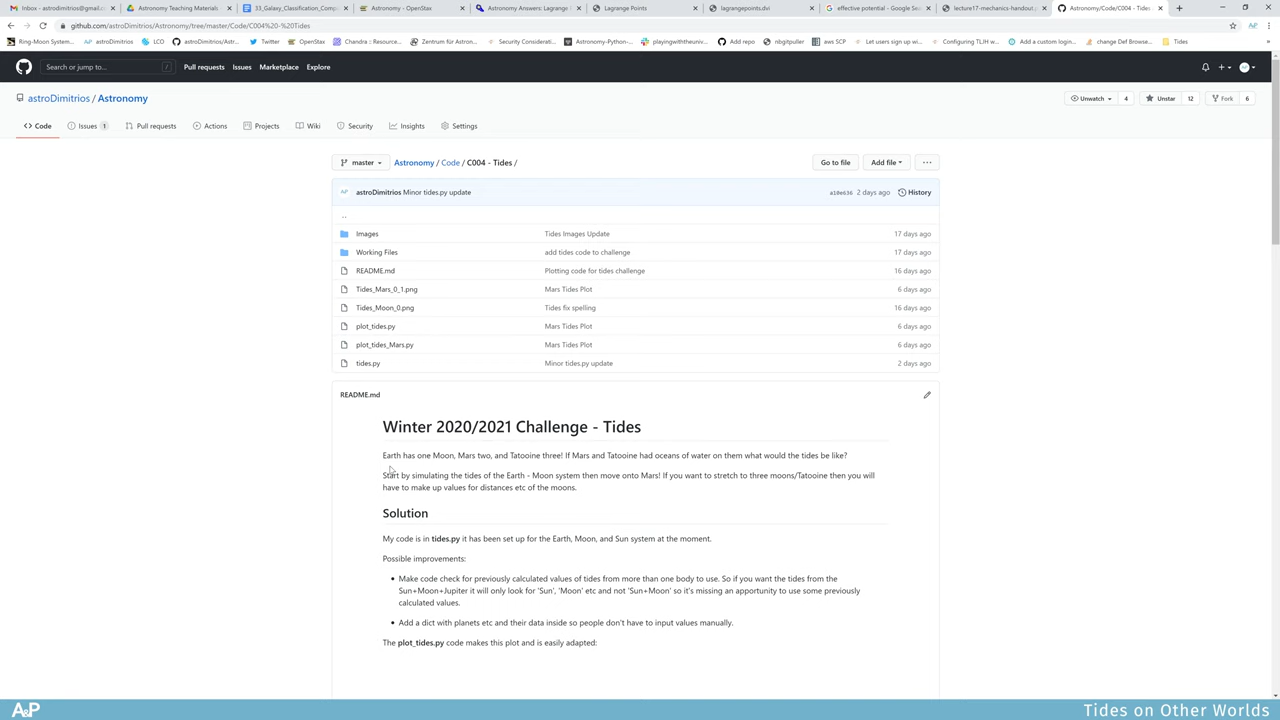 Inbox - astrodimitrios@gmail.c
Astronomy Teaching Materials
33_Galaxy_Classification_Comp
Astronomy - OpenStax
Astronomy Answers: Lagrange
Lagrange Points
lagrangepoints.dvi
effective potential - Google Sea
lecture17-mechanics-handout.
Astronomy/Code/C004 - Tides
github.com/astroDimitrios/Astronomy/tree/master/Code/C004%20-%20Tides
Ring-Moon System...
astroDimitrios
LCO
astroDimitrios/Astr...
Twitter
OpenStax
Chandra :: Resource...
Zentrum für Astron...
Security Considerati...
Astronomy-Python-...
playingwiththeuniv...
Add repo
nbgitpuller
aws SCP
Let users sign up wi...
Configuring TLJH wi...
Add a custom login...
change Def Browse...
Tides
Search or jump to...
/
Pull requests
Issues
Marketplace
Explore
astroDimitrios / Astronomy
Unwatch 4
Unstar 12
Fork 6
Code
Issues 1
Pull requests
Actions
Projects
Wiki
Security
Insights
Settings
master
Astronomy / Code / C004 - Tides /
Go to file
Add file
...
astroDimitrios Minor tides.py update
a10e636 2 days ago
History
..
Images Tides Images Update 17 days ago
Working Files add tides code to challenge 17 days ago
README.md Plotting code for tides challenge 16 days ago
Tides_Mars_0_1.png Mars Tides Plot 6 days ago
Tides_Moon_0.png Tides fix spelling 16 days ago
plot_tides.py Mars Tides Plot 6 days ago
plot_tides_Mars.py Mars Tides Plot 6 days ago
tides.py Minor tides.py update 2 days ago
README.md
Winter 2020/2021 Challenge - Tides
Earth has one Moon, Mars two, and Tatooine three! If Mars and Tatooine had oceans of water on them what would the tides be like?
Start by simulating the tides of the Earth - Moon system then move onto Mars! If you want to stretch to three moons/Tatooine then you will
have to make up values for distances etc of the moons.
Solution
My code is in tides.py it has been set up for the Earth, Moon, and Sun system at the moment.
Possible improvements:
• Make code check for previously calculated values of tides from more than one body to use. So if you want the tides from the
Sun+Moon+Jupiter it will only look for 'Sun', 'Moon' etc and not 'Sun+Moon' so it's missing an apportunity to use some previously
calculated values.
• Add a dict with planets etc and their data inside so people don't have to input values manually.
The plot_tides.py code makes this plot and is easily adapted:
A&P
Tides on Other Worlds